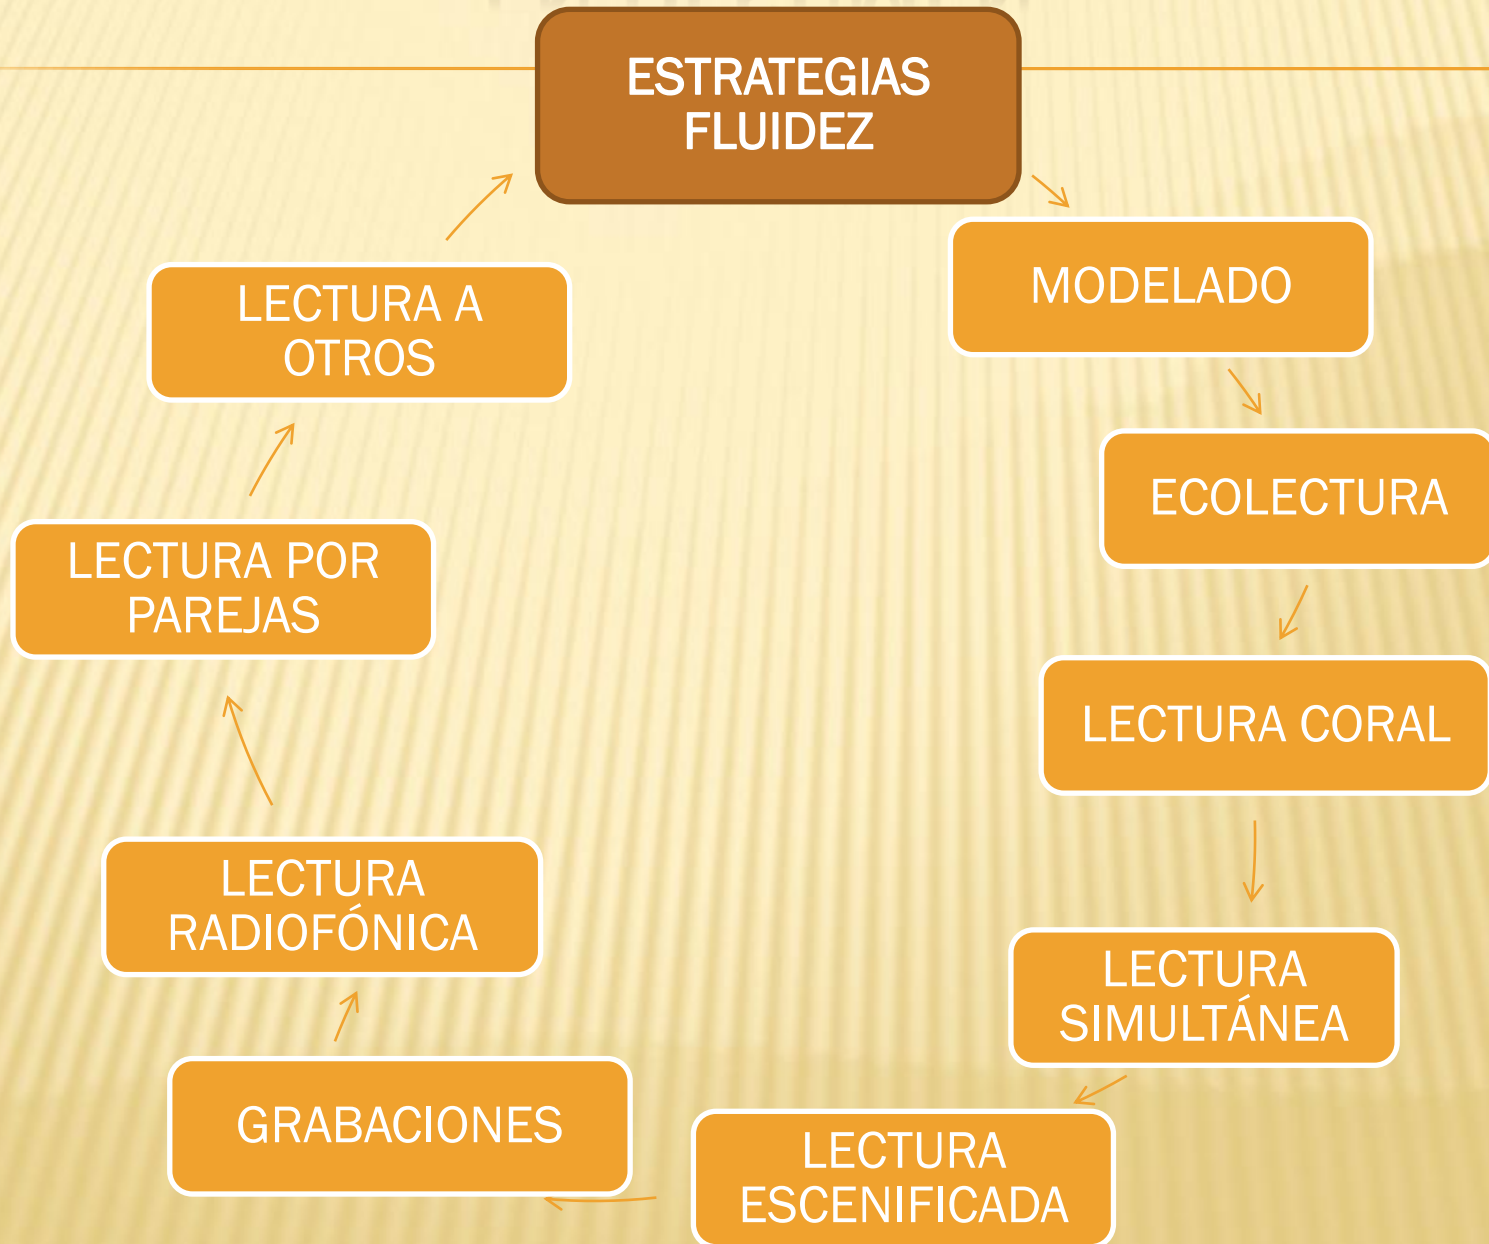 ESTRATEGIAS
FLUIDEZ
MODELADO
ECOLECTURA
LECTURA CORAL
LECTURA
SIMULTÁNEA
LECTURA
ESCENIFICADA
GRABACIONES
LECTURA
RADIOFÓNICA
LECTURA POR
PAREJAS
LECTURA A
OTROS